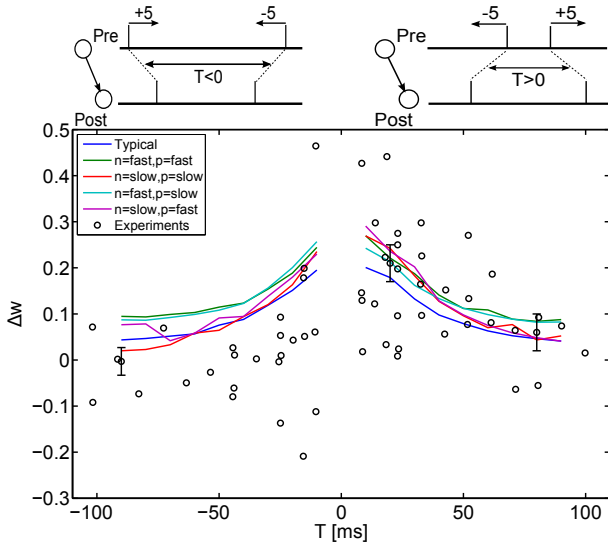 +5 -5 -5 +5
Pre Pre
T<0 T>0
Post Post
0.5
Typical
n=fast,p=fast
0.4
n=slow,p=slow
n=fast,p=slow
n=slow,p=fast
0.3
Experiments
0.2
Δw
0.1
0
−0.1
−0.2
−0.3
−100 −50 0 50 100
T [ms]